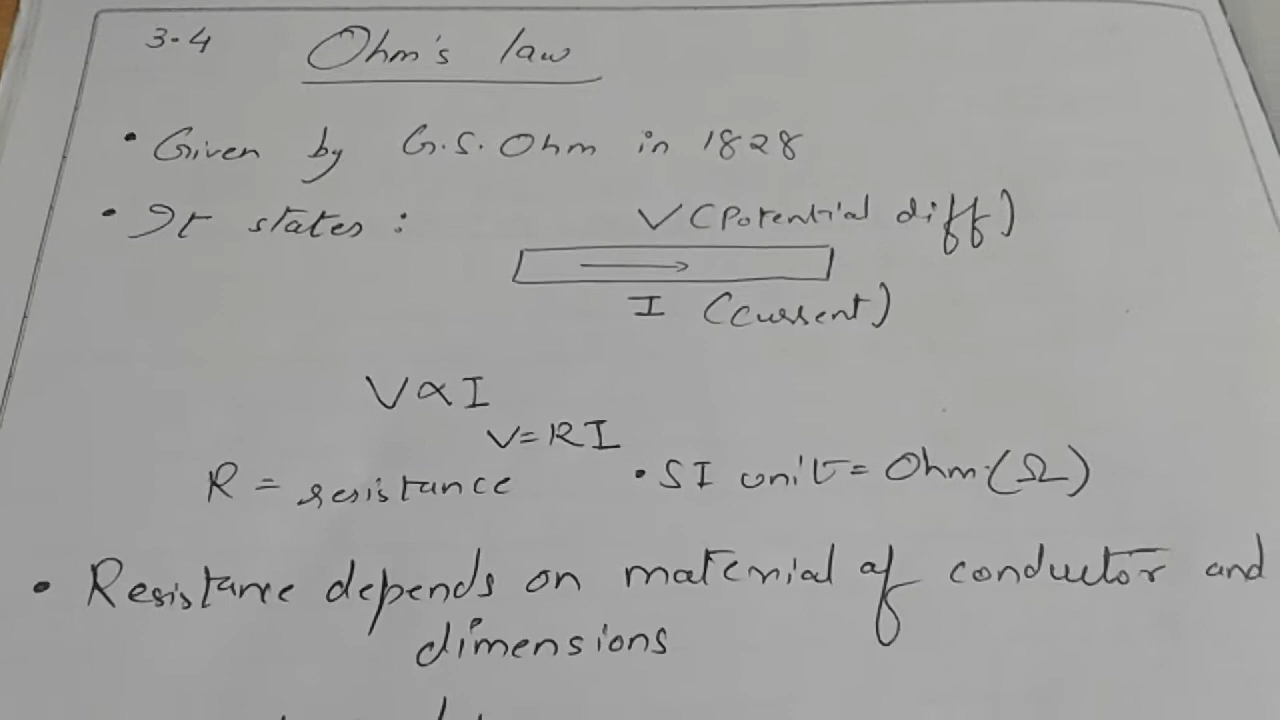 3.4 Ohm's law
• Given by G.S. Ohm in 1828
• It states :
V (Potential diff)
I (current)
V ∝ I
V = RI
R = resistance • SI unit = Ohm (Ω)
• Resistance depends on material of conductor and
dimensions